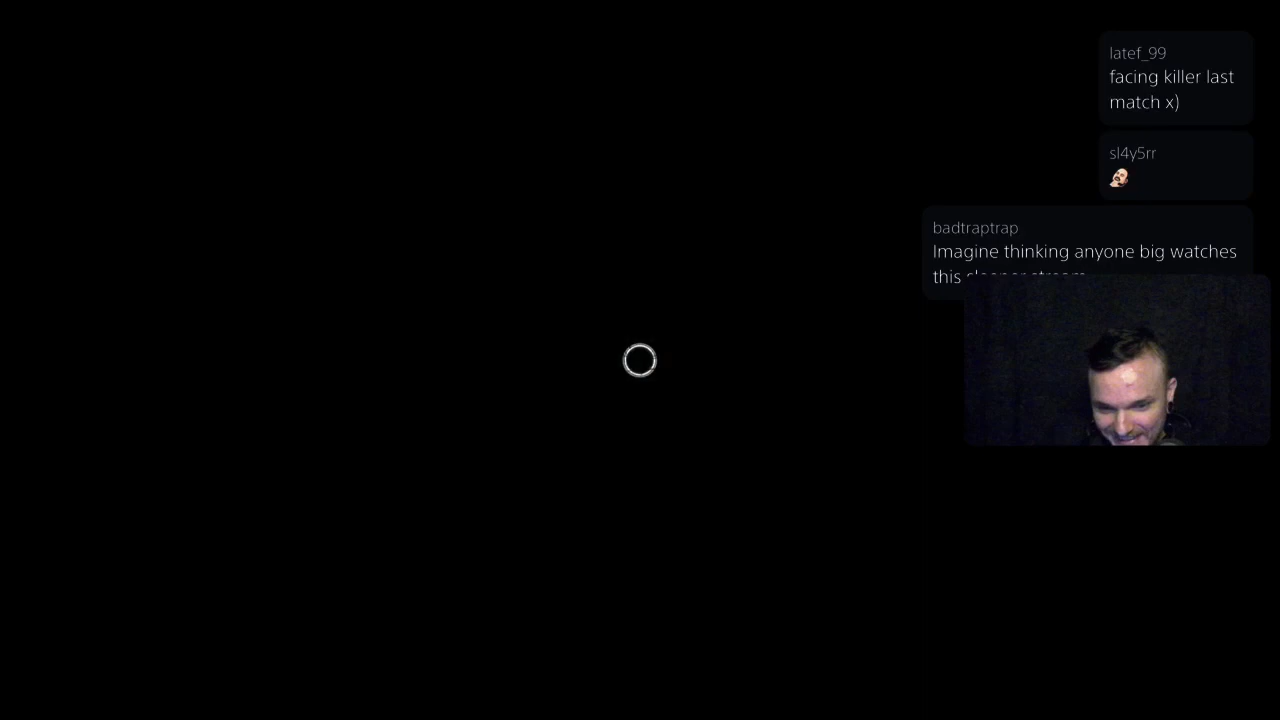 latef_99
facing killer last
match x)
sl4y5rr
badtraptrap
Imagine thinking anyone big watches
this